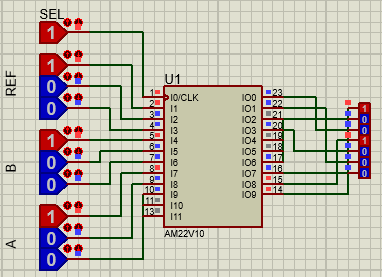 SEL
1
REF
1
0
0
B
1
0
0
A
1
0
0
U1
1 I0/CLK IO0 23
2 I1 IO1 22
3 I2 IO2 21
4 I3 IO3 20
5 I4 IO4 19
6 I5 IO5 18
7 I6 IO6 17
8 I7 IO7 16
9 I8 IO8 15
10 I9 IO9 14
11 I10
13 I11
AM22V10
1
0
0
1
0
0
0